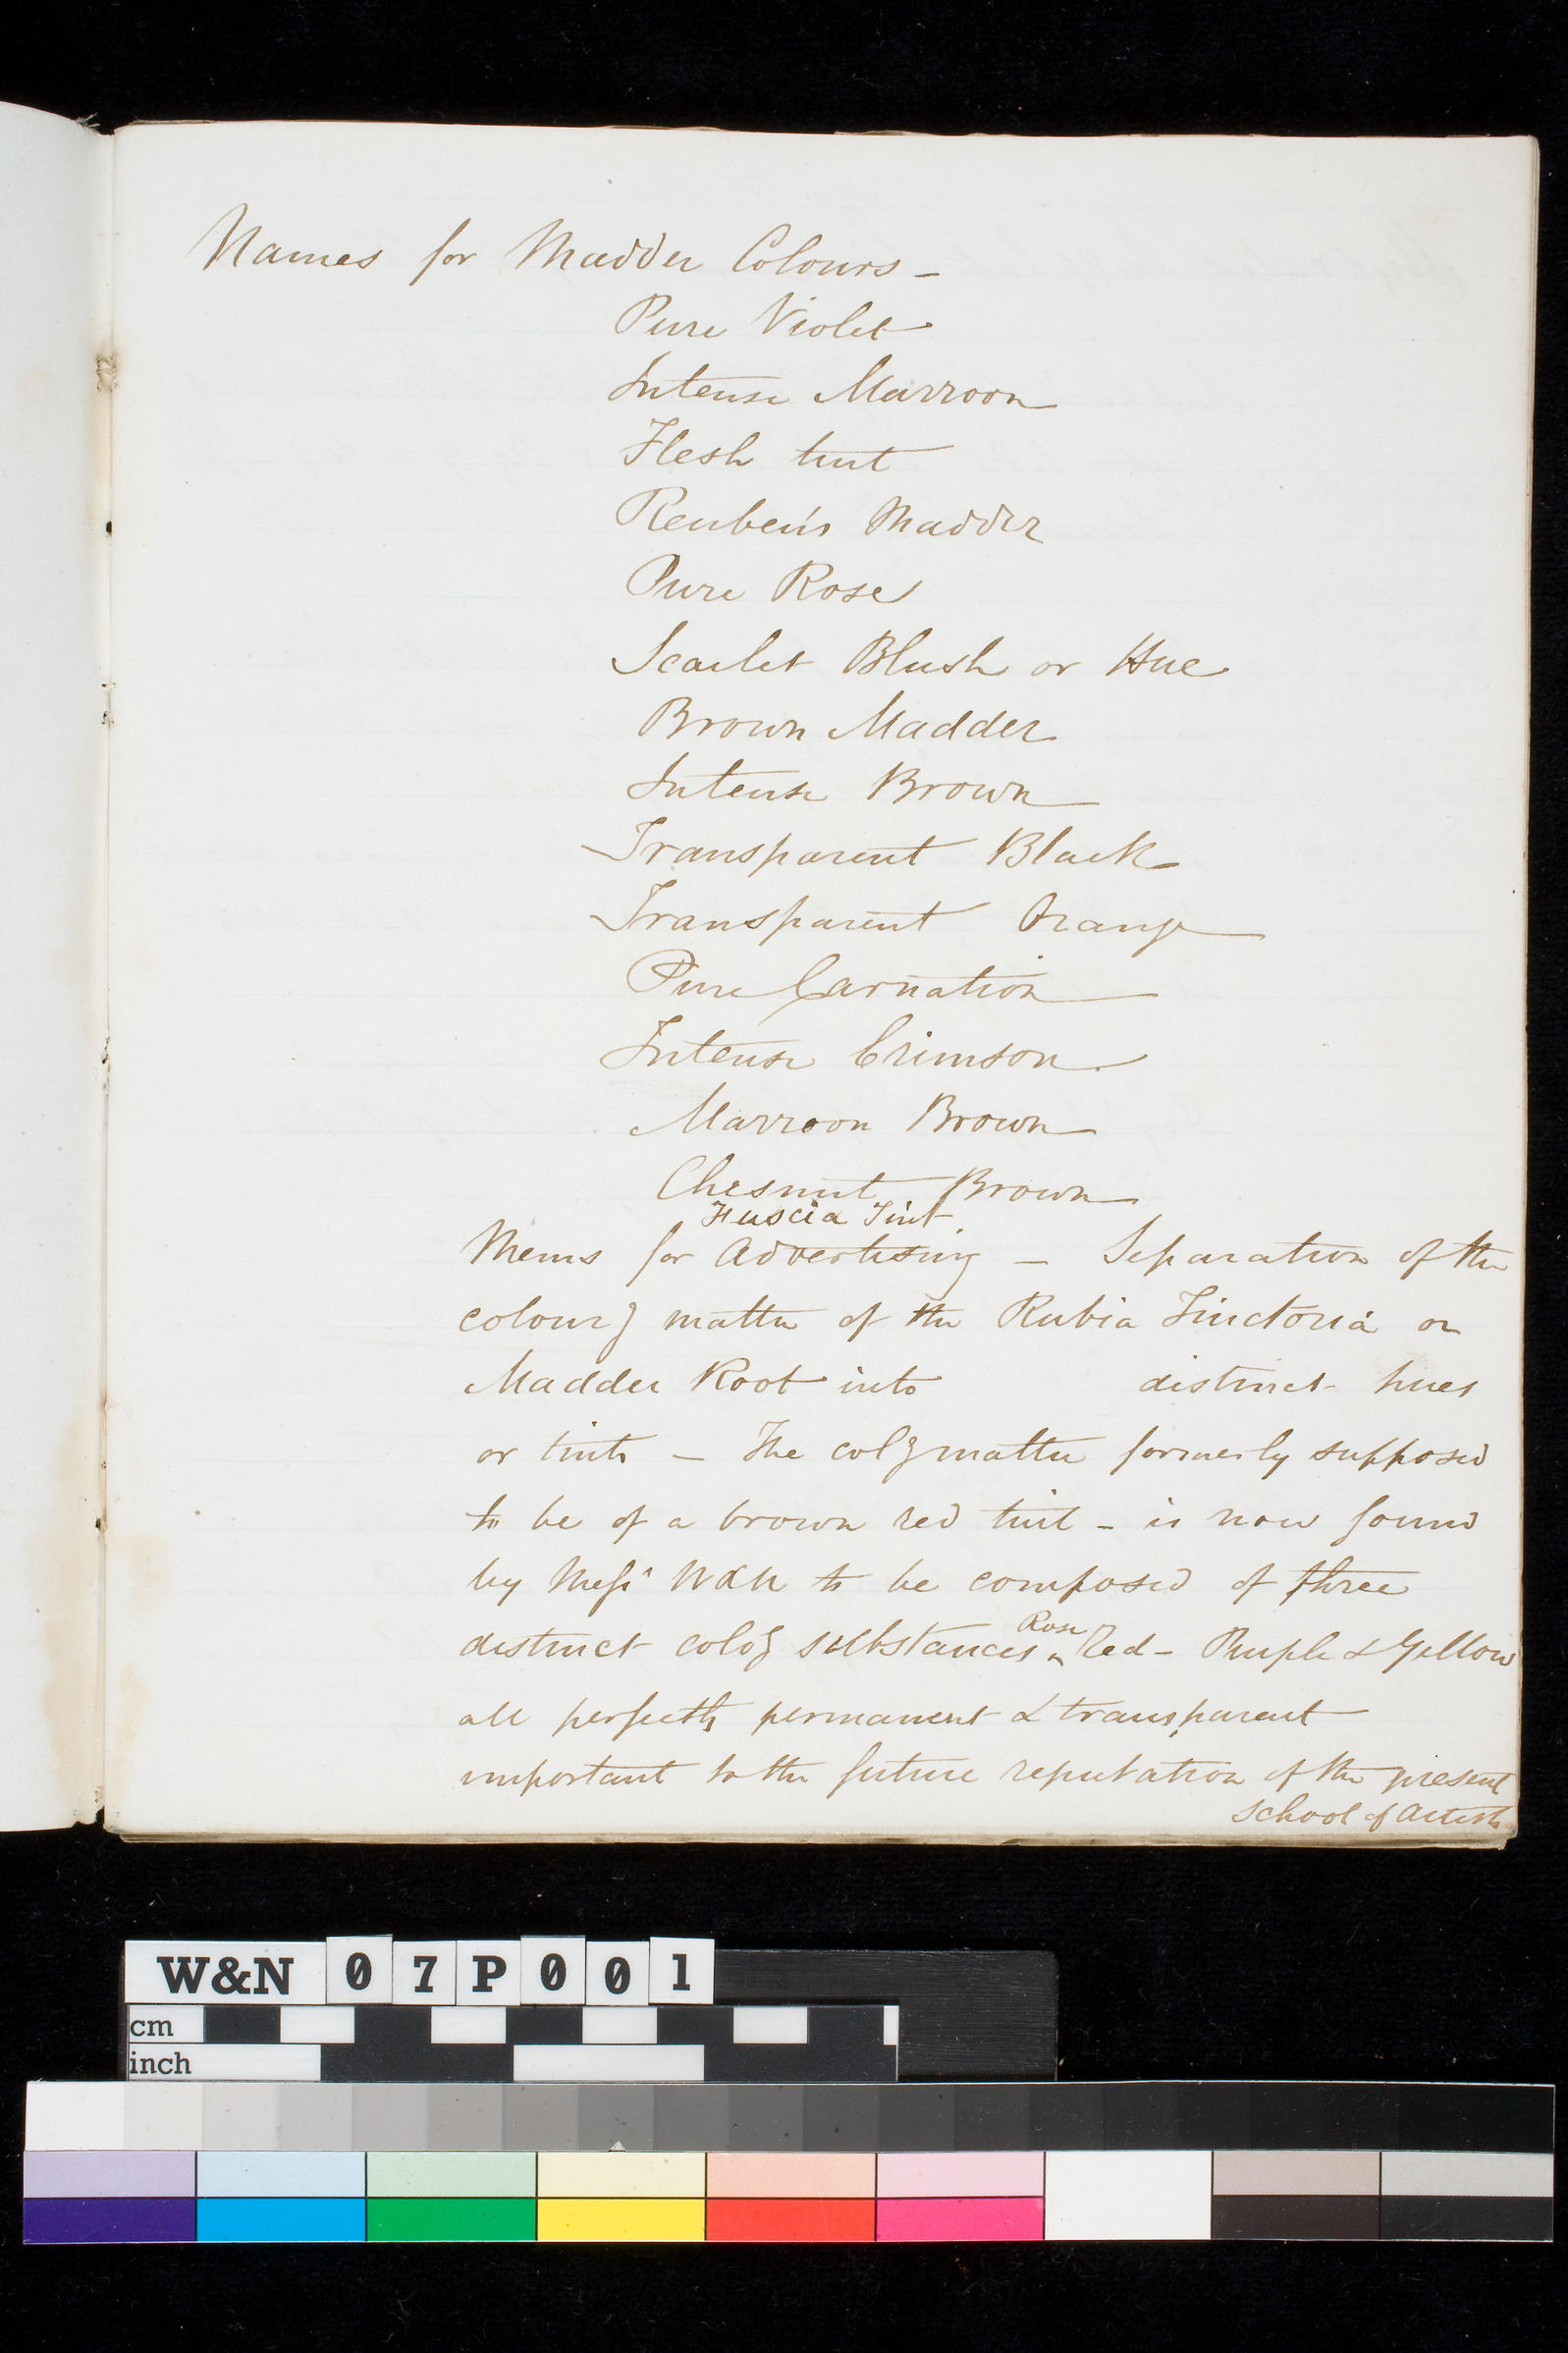 Names for Madder Colours –
Pure Violet
Intense Marroon
Flesh tint
Reuben's Madder
Pure Rose
Scarlet Blush or Hue
Brown Madder
Intense Brown
Transparent Black
Transparent Orange
Pure Carnation
Intense Crimson
Marroon Brown
Chesnut Brown
Fuscia Tint
Mems for Advertising – Separation of the
colourg matter of the Rubia Tinctoria or
Madder Root into distinct hues
or tints – The colg matter formerly supposed
to be of a brown red tint – is now found
by Messrs W&N to be composed of three
distinct colog substances ^ Rose Red – Purple & Yellow
all perfectly permanent & transparent
important to the future reputation of the present
school of Artists
W&N 07P001
cm
inch